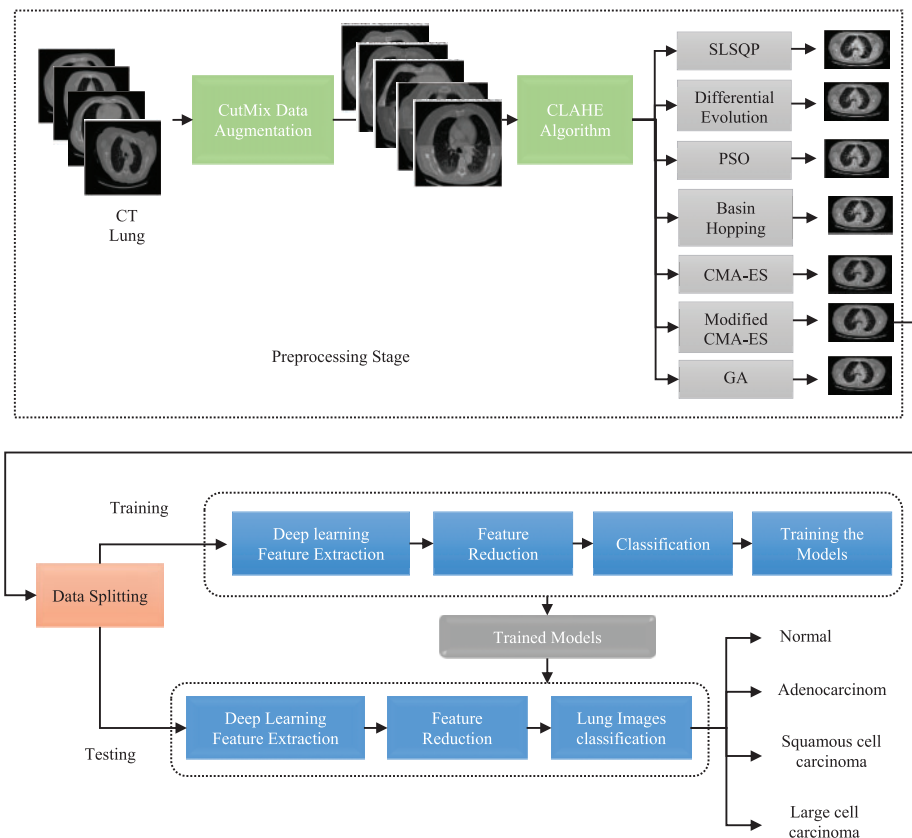 CT
Lung
CutMix Data
Augmentation
CLAHE
Algorithm
SLSQP
Differential
Evolution
PSO
Basin
Hopping
CMA-ES
Modified
CMA-ES
GA
Preprocessing Stage
Training
Deep learning
Feature Extraction
Feature
Reduction
Classification
Training the
Models
Data Splitting
Trained Models
Testing
Deep Learning
Feature Extraction
Feature
Reduction
Lung Images
classification
Normal
Adenocarcinom
Squamous cell
carcinoma
Large cell
carcinoma